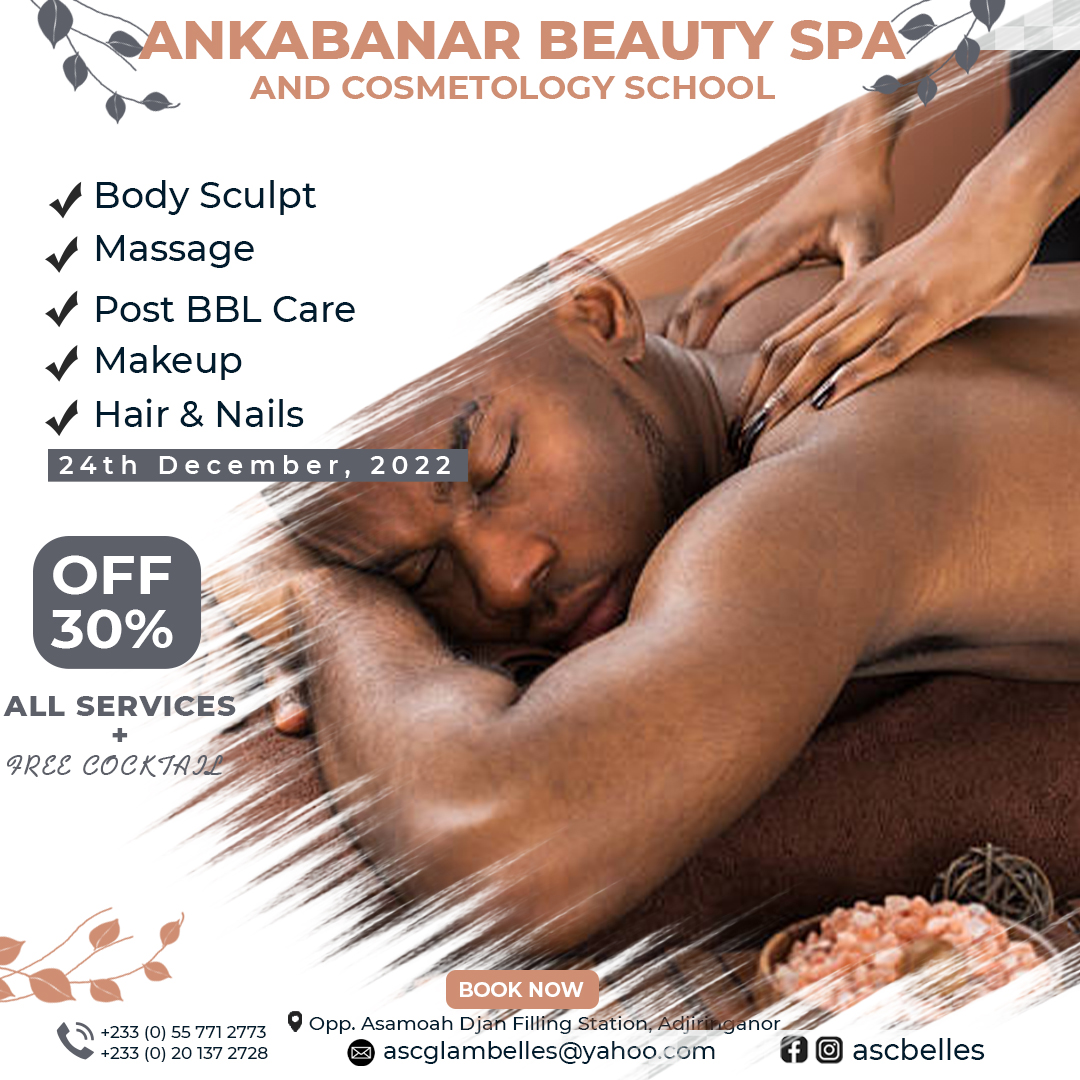 ANKABANAR BEAUTY SPA
AND COSMETOLOGY SCHOOL
Body Sculpt
Massage
Post BBL Care
Makeup
Hair & Nails
24th December, 2022
OFF
30%
ALL SERVICES
+
FREE COCKTAIL
BOOK NOW
+233 (0) 55 771 2773
+233 (0) 20 137 2728
Opp. Asamoah Djan Filling Station, Adjiringanor
ascglambelles@yahoo.com
ascbelles